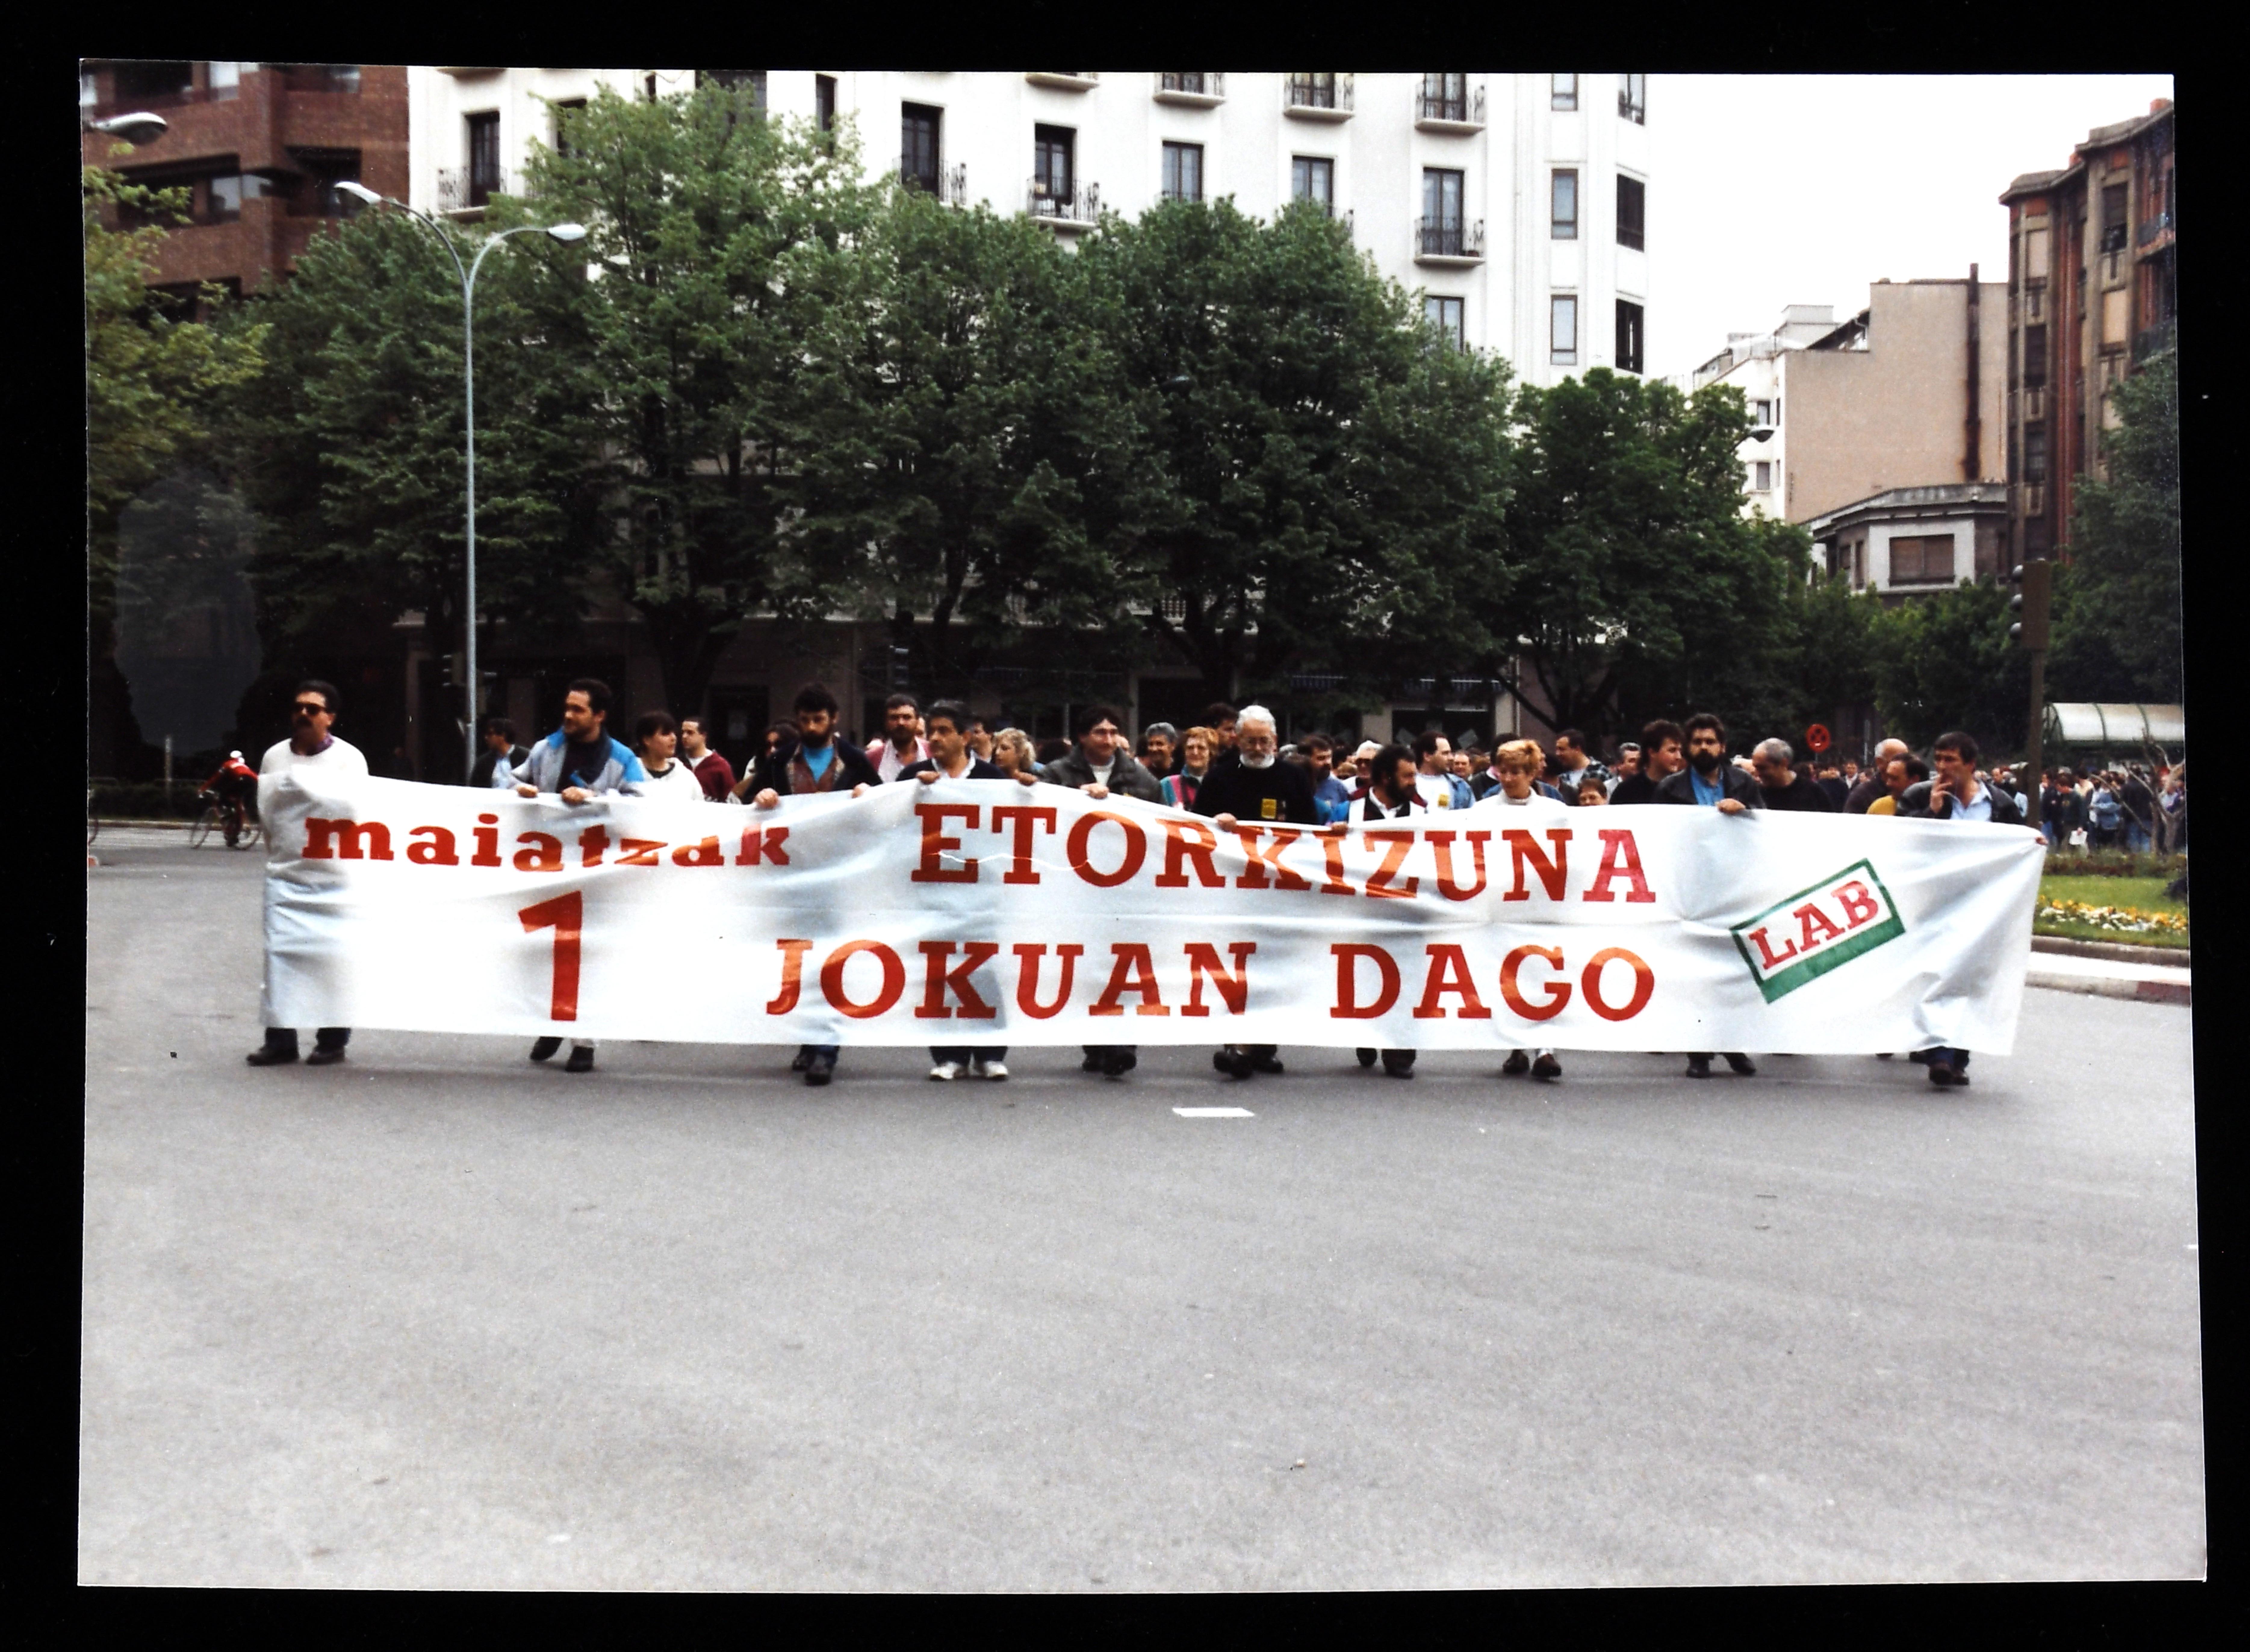 maiatzak
1
ETORKIZUNA
JOKUAN DAGO
LAB